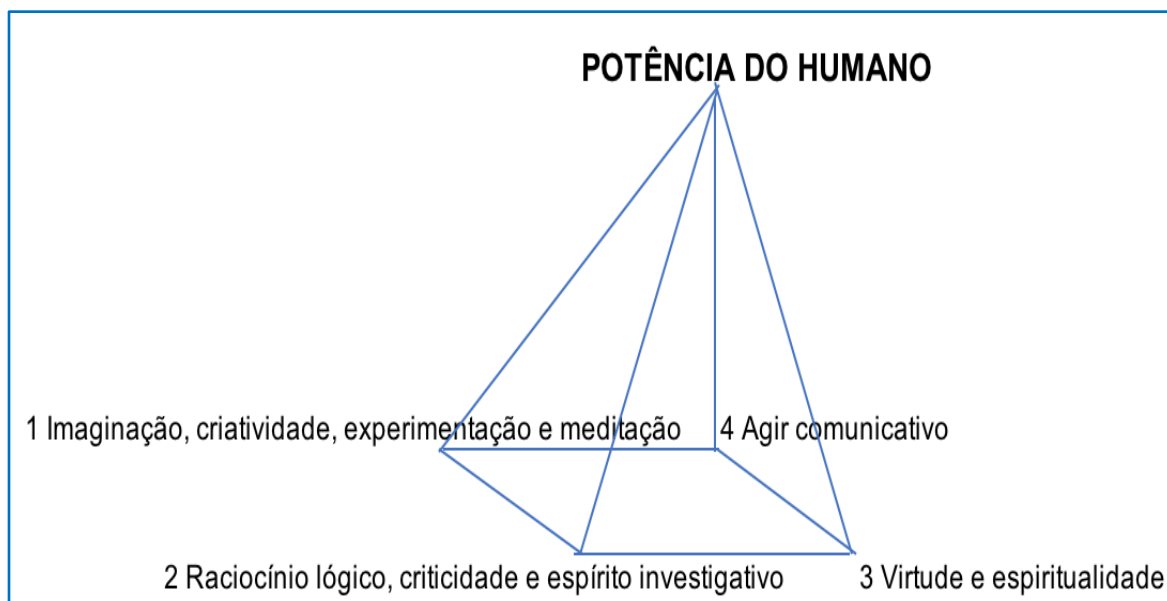 POTÊNCIA DO HUMANO
1 Imaginação, criatividade, experimentação e meditação
4 Agir comunicativo
2 Raciocínio lógico, criticidade e espírito investigativo
3 Virtude e espiritualidade